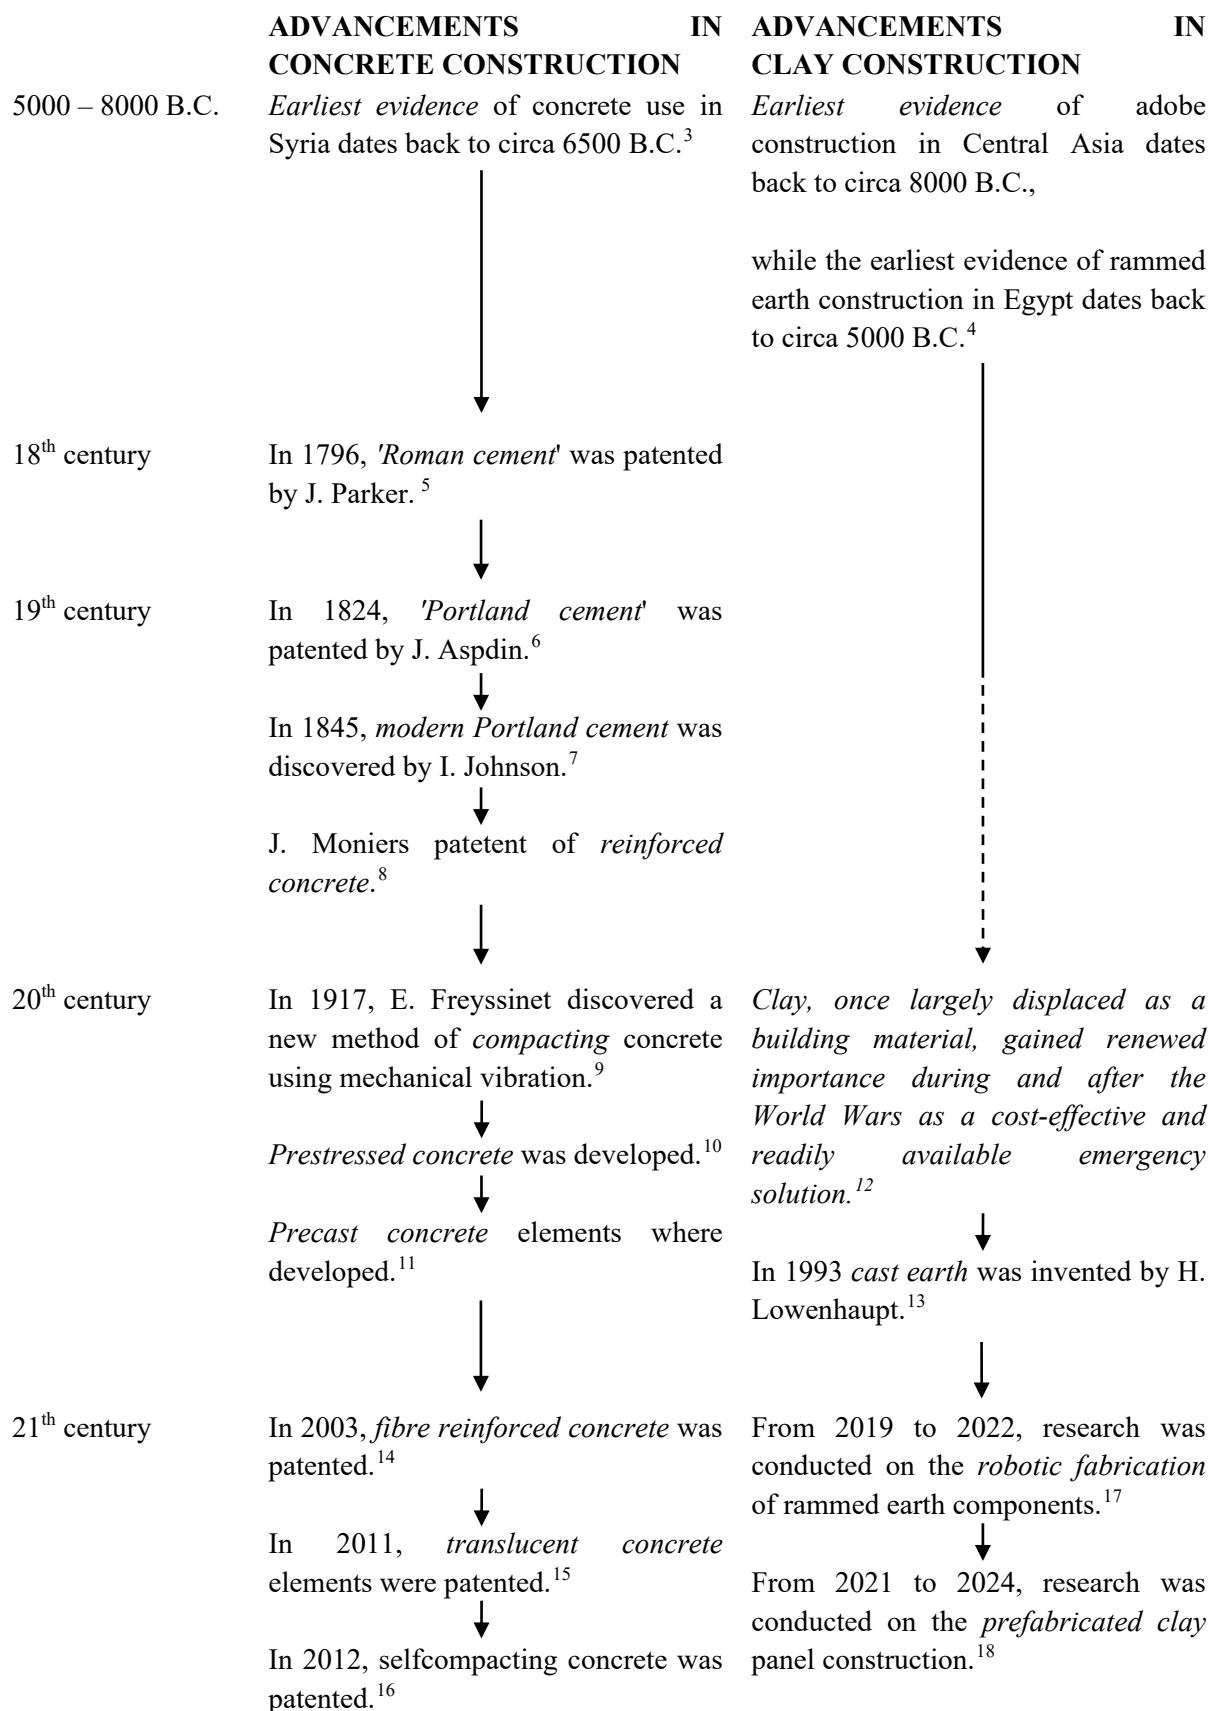 ADVANCEMENTS IN
CONCRETE CONSTRUCTION
ADVANCEMENTS IN
CLAY CONSTRUCTION
5000 – 8000 B.C.
Earliest evidence of concrete use in
Syria dates back to circa 6500 B.C.3
Earliest evidence of adobe
construction in Central Asia dates
back to circa 8000 B.C.,
while the earliest evidence of rammed
earth construction in Egypt dates back
to circa 5000 B.C.4
18th century
In 1796, 'Roman cement' was patented
by J. Parker. 5
19th century
In 1824, 'Portland cement' was
patented by J. Aspdin.6
In 1845, modern Portland cement was
discovered by I. Johnson.7
J. Moniers patetent of reinforced
concrete.8
20th century
In 1917, E. Freyssinet discovered a
new method of compacting concrete
using mechanical vibration.9
Prestressed concrete was developed.10
Precast concrete elements where
developed.11
Clay, once largely displaced as a
building material, gained renewed
importance during and after the
World Wars as a cost-effective and
readily available emergency
solution.12
In 1993 cast earth was invented by H.
Lowenhaupt.13
21th century
In 2003, fibre reinforced concrete was
patented.14
In 2011, translucent concrete
elements were patented.15
In 2012, selfcompacting concrete was
patented.16
From 2019 to 2022, research was
conducted on the robotic fabrication
of rammed earth components.17
From 2021 to 2024, research was
conducted on the prefabricated clay
panel construction.18